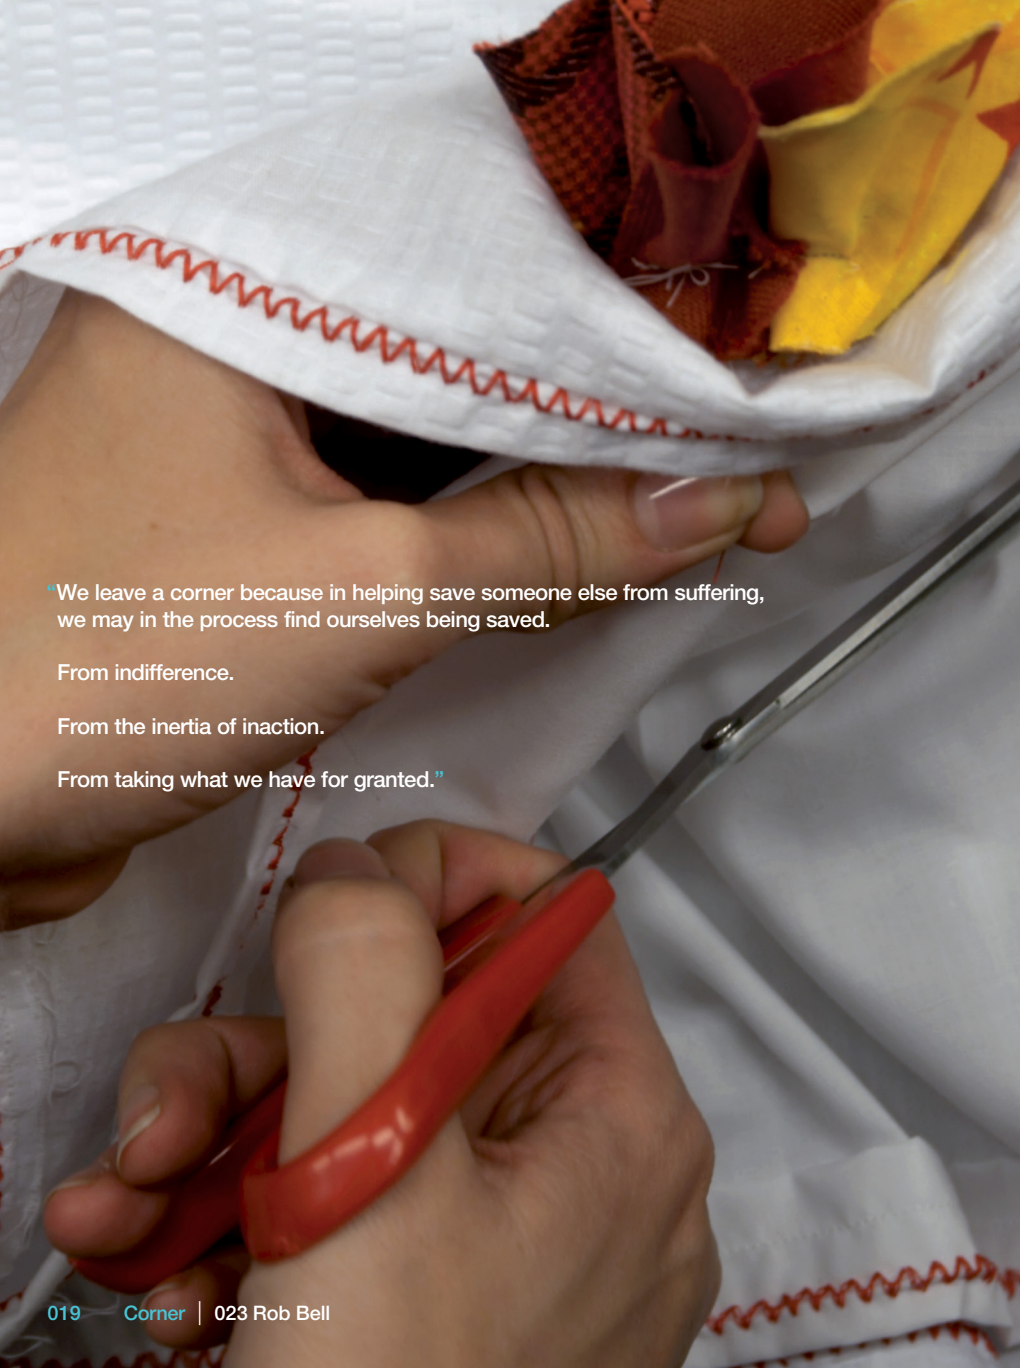 “We leave a corner because in helping save someone else from suffering,
we may in the process find ourselves being saved.
From indifference.
From the inertia of inaction.
From taking what we have for granted.”
019 Corner | 023 Rob Bell